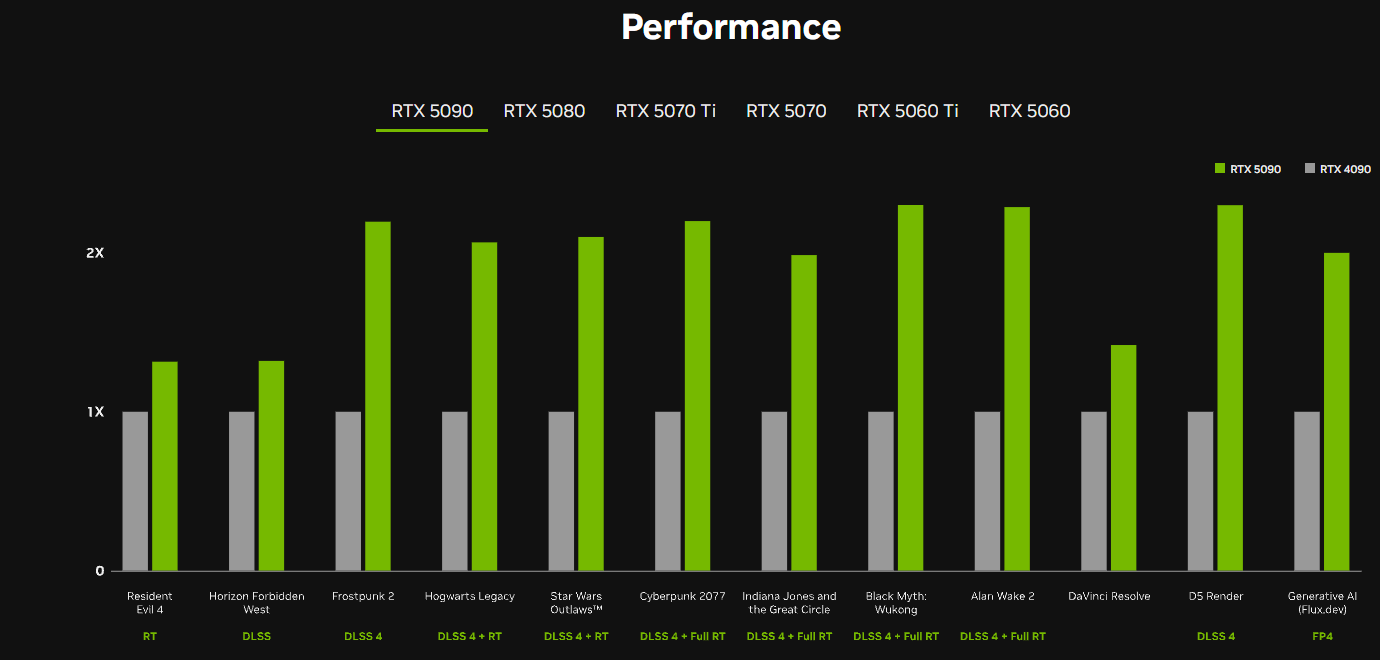 Performance
RTX 5090 RTX 5080 RTX 5070 Ti RTX 5070 RTX 5060 Ti RTX 5060
RTX 5090 RTX 4090
2X
1X
0
Resident Horizon Forbidden Frostpunk 2 Hogwarts Legacy Star Wars Cyberpunk 2077 Indiana Jones and Black Myth: Alan Wake 2 DaVinci Resolve D5 Render Generative AI
Evil 4 West Outlaws™ the Great Circle Wukong (Flux.dev)
RT DLSS DLSS 4 DLSS 4 + RT DLSS 4 + RT DLSS 4 + Full RT DLSS 4 + Full RT DLSS 4 + Full RT DLSS 4 + Full RT DLSS 4 FP4